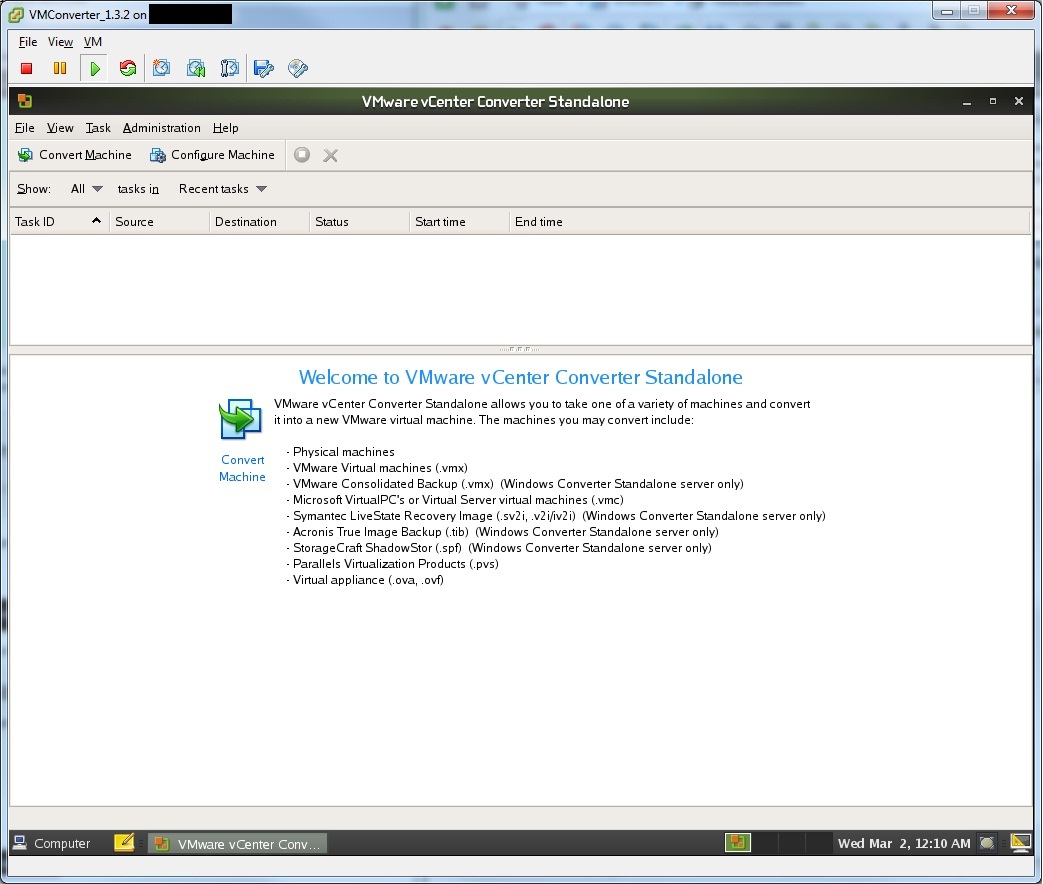 VMConverter_1.3.2 on
File View VM
VMware vCenter Converter Standalone
File View Task Administration Help
Convert Machine Configure Machine
Show: All tasks in Recent tasks
Task ID Source Destination Status Start time End time
Welcome to VMware vCenter Converter Standalone
VMware vCenter Converter Standalone allows you to take one of a variety of machines and convert
it into a new VMware virtual machine. The machines you may convert include:
Convert
Machine
- Physical machines
- VMware Virtual machines (.vmx)
- VMware Consolidated Backup (.vmx) (Windows Converter Standalone server only)
- Microsoft VirtualPC's or Virtual Server virtual machines (.vmc)
- Symantec LiveState Recovery Image (.sv2i, .v2i/iv2i) (Windows Converter Standalone server only)
- Acronis True Image Backup (.tib) (Windows Converter Standalone server only)
- StorageCraft ShadowStor (.spf) (Windows Converter Standalone server only)
- Parallels Virtualization Products (.pvs)
- Virtual appliance (.ova, .ovf)
Computer VMware vCenter Conv... Wed Mar 2, 12:10 AM